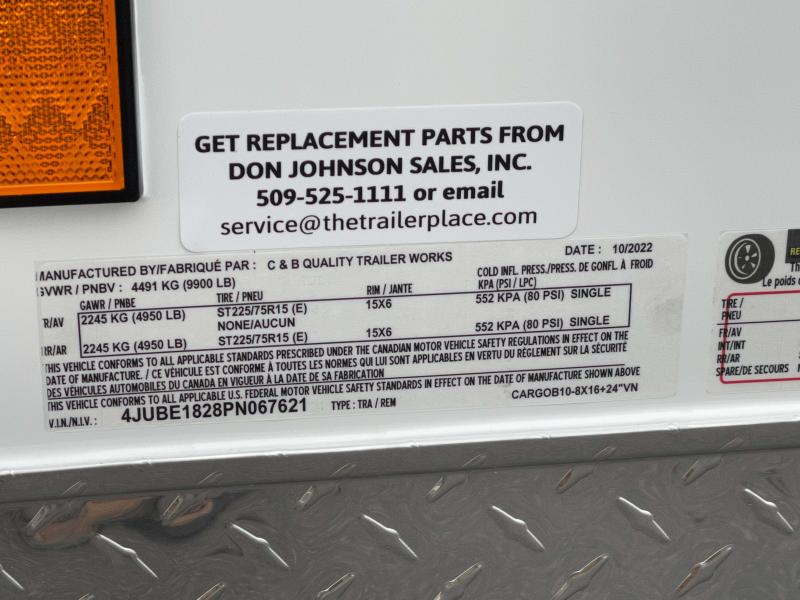 GET REPLACEMENT PARTS FROM
DON JOHNSON SALES, INC.
509-525-1111 or email
service@thetrailerplace.com
MANUFACTURED BY/FABRIQUÉ PAR : C & B QUALITY TRAILER WORKS DATE : 10/2022
GVWR / PNBV : 4491 KG (9900 LB) COLD INFL. PRESS./PRESS. DE GONFL. À FROID
GAWR / PNBE TIRE / PNEU RIM / JANTE KPA (PSI / LPC)
R/AV 2245 KG (4950 LB) ST225/75R15 (E) 15X6 552 KPA (80 PSI) SINGLE
NONE/AUCUN
RR/AR 2245 KG (4950 LB) ST225/75R15 (E) 15X6 552 KPA (80 PSI) SINGLE
THIS VEHICLE CONFORMS TO ALL APPLICABLE STANDARDS PRESCRIBED UNDER THE CANADIAN MOTOR VEHICLE SAFETY REGULATIONS IN EFFECT ON THE
DATE OF MANUFACTURE. / CE VÉHICULE EST CONFORME À TOUTES LES NORMES QUI LUI SONT APPLICABLES EN VERTU DU RÈGLEMENT SUR LA SÉCURITÉ
DES VÉHICULES AUTOMOBILES DU CANADA EN VIGUEUR À LA DATE DE SA FABRICATION
THIS VEHICLE CONFORMS TO ALL APPLICABLE U.S. FEDERAL MOTOR VEHICLE SAFETY STANDARDS IN EFFECT ON THE DATE OF MANUFACTURE SHOWN ABOVE
V.I.N./N.I.V. : 4JUBE1828PN067621 TYPE : TRA / REM CARGOB10-8X16+24"VN
RE
Th
Le poids d
TIRE /
PNEU
FR/AV
INT/INT
RR/AR
SPARE/DE SECOURS